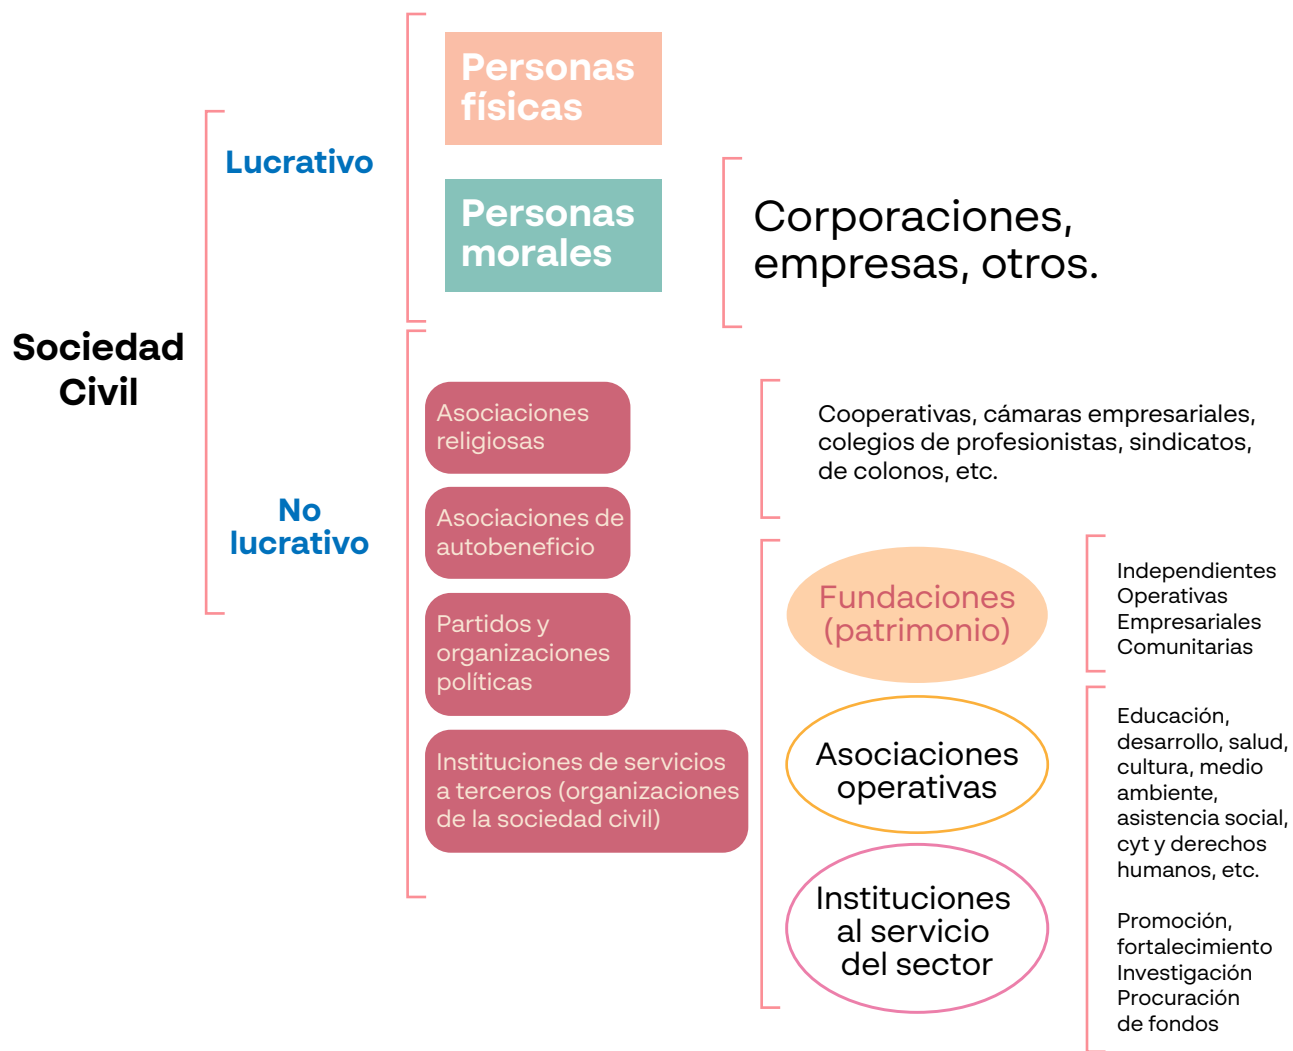 Sociedad
Civil
Lucrativo
Personas
físicas
Personas
morales
Corporaciones,
empresas, otros.
No
lucrativo
Asociaciones
religiosas
Asociaciones de
autobeneficio
Partidos y
organizaciones
políticas
Instituciones de servicios
a terceros (organizaciones
de la sociedad civil)
Cooperativas, cámaras empresariales,
colegios de profesionistas, sindicatos,
de colonos, etc.
Fundaciones
(patrimonio)
Independientes
Operativas
Empresariales
Comunitarias
Asociaciones
operativas
Educación,
desarrollo, salud,
cultura, medio
ambiente,
asistencia social,
cyt y derechos
humanos, etc.
Instituciones
al servicio
del sector
Promoción,
fortalecimiento
Investigación
Procuración
de fondos